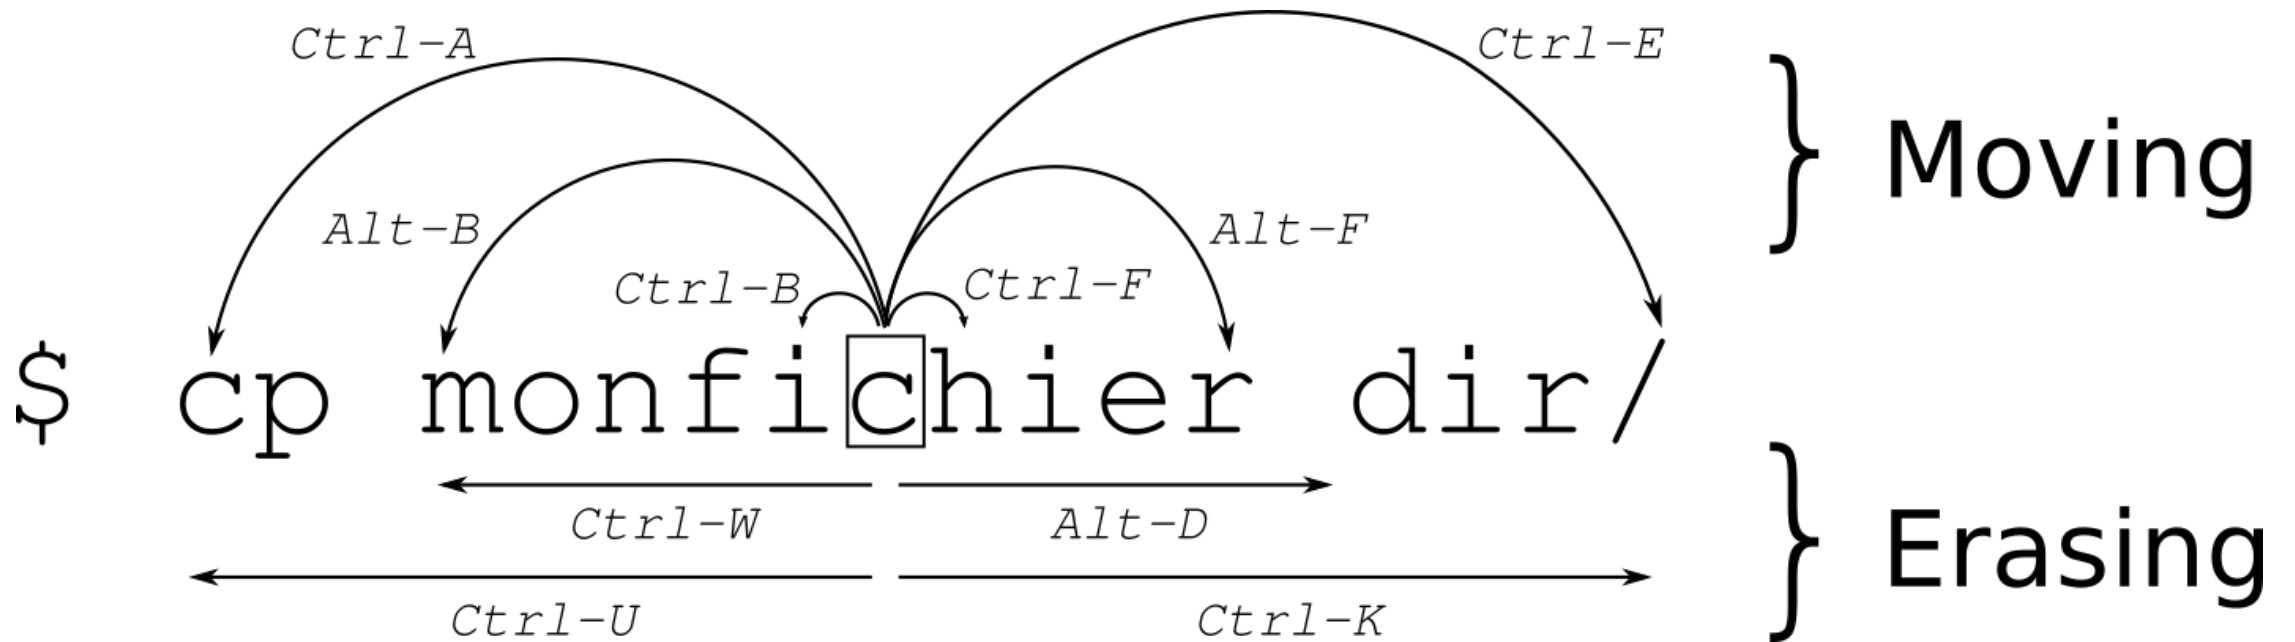 Ctrl-A
Ctrl-E
Moving
Alt-B
Alt-F
Ctrl-B
Ctrl-F
$ cp monfichier dir/
Ctrl-W
Alt-D
Erasing
Ctrl-U
Ctrl-K